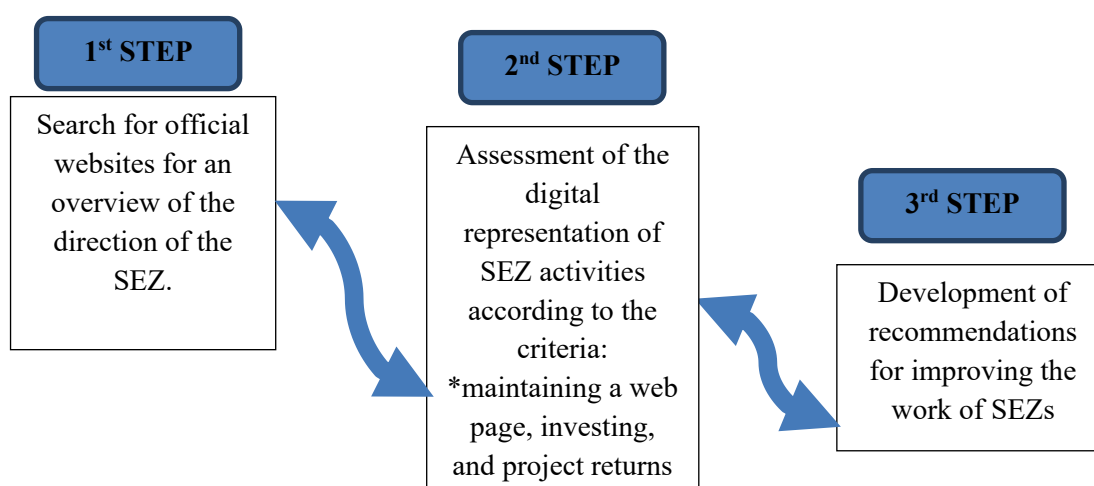 1st STEP
Search for official
websites for an
overview of the
direction of the
SEZ.
2nd STEP
Assessment of the
digital
representation of
SEZ activities
according to the
criteria:
*maintaining a web
page, investing,
and project returns
3rd STEP
Development of
recommendations
for improving the
work of SEZs